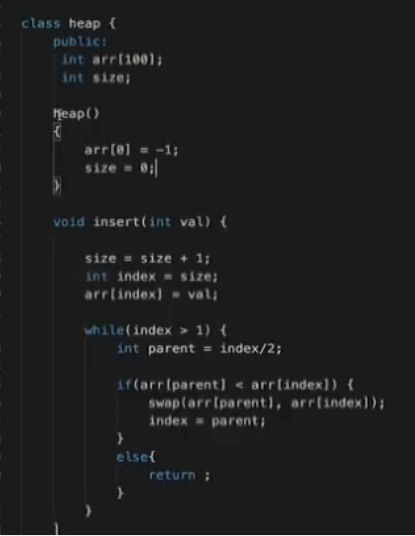 class heap {
public:
int arr[100];
int size;
heap()
{
arr[0] = -1;
size = 0;
}
void insert(int val) {
size = size + 1;
int index = size;
arr[index] = val;
while(index > 1) {
int parent = index/2;
if(arr[parent] < arr[index]) {
swap(arr[parent], arr[index]);
index = parent;
}
else{
return ;
}
}
}